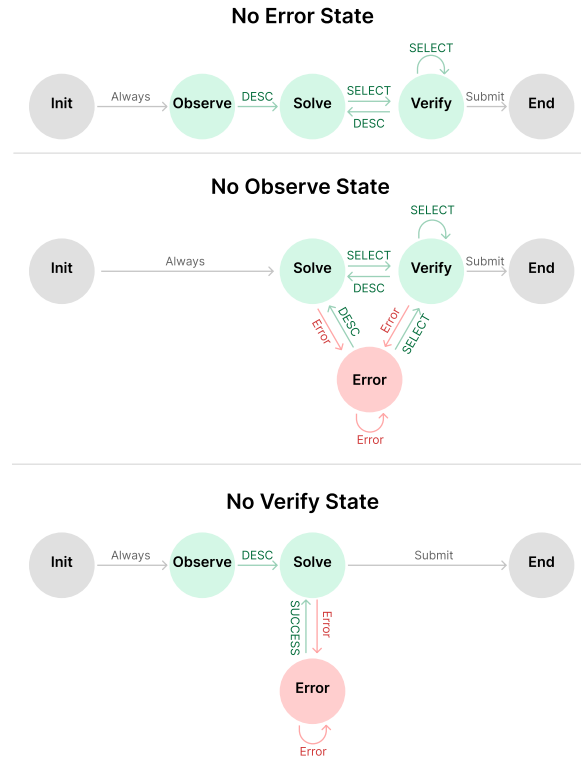 No Error State
SELECT
Init
Always
Observe
DESC
Solve
SELECT
DESC
Verify
Submit
End
No Observe State
SELECT
Init
Always
Solve
SELECT
DESC
Verify
Submit
End
Error
DESC
Error
SELECT
Error
Error
No Verify State
Init
Always
Observe
DESC
Solve
Submit
End
SUCCESS
Error
Error
Error